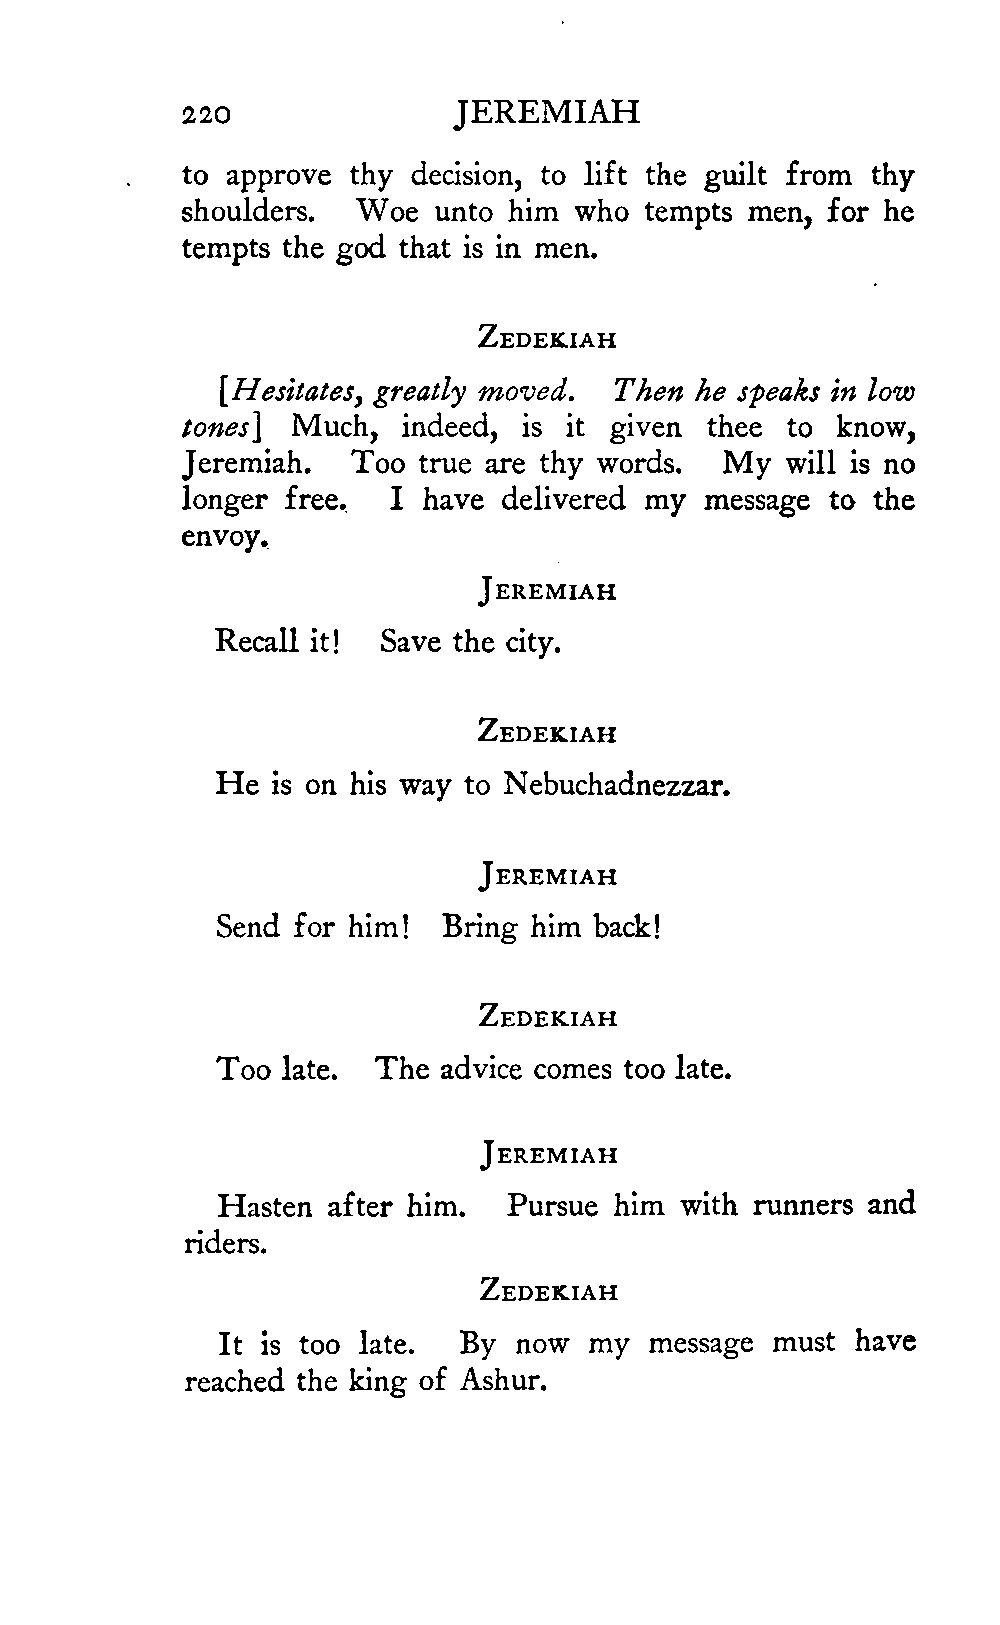 220 JEREMIAH
to approve thy decision, to lift the guilt from thy
shoulders. Woe unto him who tempts men, for he
tempts the god that is in men.
ZEDEKIAH
[Hesitates, greatly moved. Then he speaks in low
tones] Much, indeed, is it given thee to know,
Jeremiah. Too true are thy words. My will is no
longer free. I have delivered my message to the
envoy.
JEREMIAH
Recall it! Save the city.
ZEDEKIAH
He is on his way to Nebuchadnezzar.
JEREMIAH
Send for him! Bring him back!
ZEDEKIAH
Too late. The advice comes too late.
JEREMIAH
Hasten after him. Pursue him with runners and
riders.
ZEDEKIAH
It is too late. By now my message must have
reached the king of Ashur.